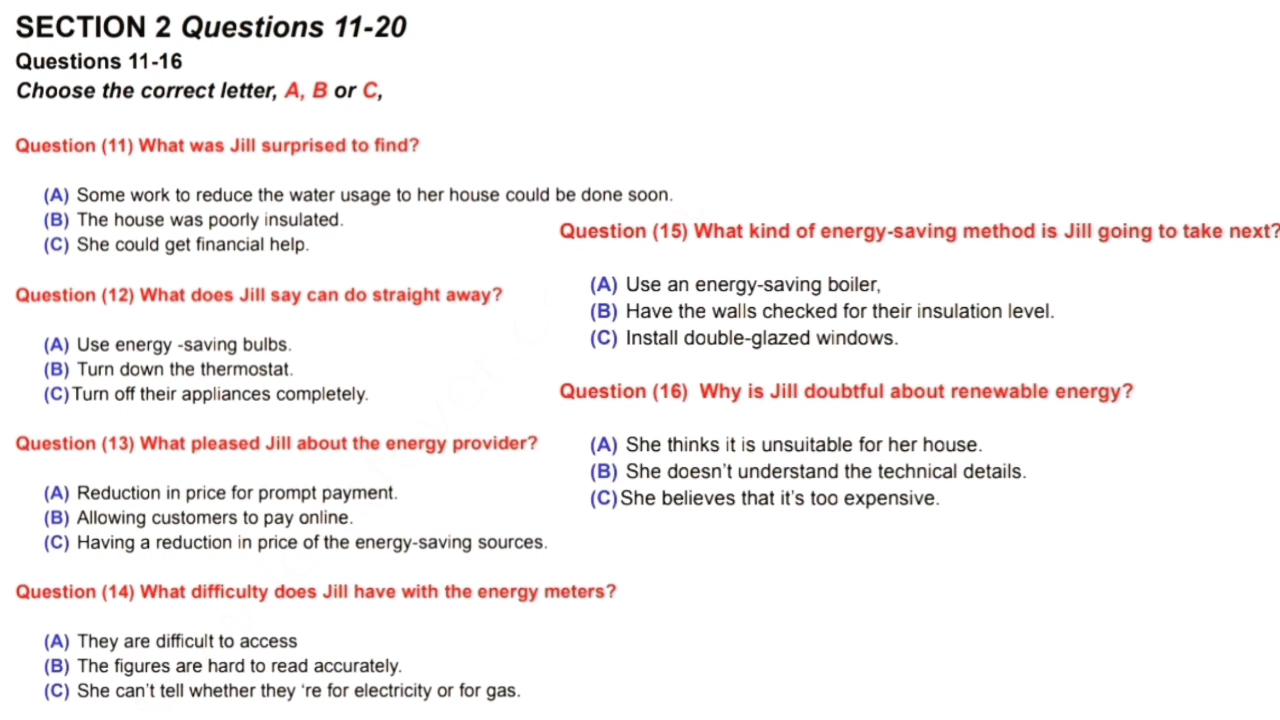 SECTION 2 Questions 11-20
Questions 11-16
Choose the correct letter, A, B or C,
Question (11) What was Jill surprised to find?
(A) Some work to reduce the water usage to her house could be done soon.
(B) The house was poorly insulated.
(C) She could get financial help.
Question (12) What does Jill say can do straight away?
(A) Use energy -saving bulbs.
(B) Turn down the thermostat.
(C) Turn off their appliances completely.
Question (13) What pleased Jill about the energy provider?
(A) Reduction in price for prompt payment.
(B) Allowing customers to pay online.
(C) Having a reduction in price of the energy-saving sources.
Question (14) What difficulty does Jill have with the energy meters?
(A) They are difficult to access
(B) The figures are hard to read accurately.
(C) She can't tell whether they 're for electricity or for gas.
Question (15) What kind of energy-saving method is Jill going to take next?
(A) Use an energy-saving boiler,
(B) Have the walls checked for their insulation level.
(C) Install double-glazed windows.
Question (16) Why is Jill doubtful about renewable energy?
(A) She thinks it is unsuitable for her house.
(B) She doesn't understand the technical details.
(C) She believes that it's too expensive.